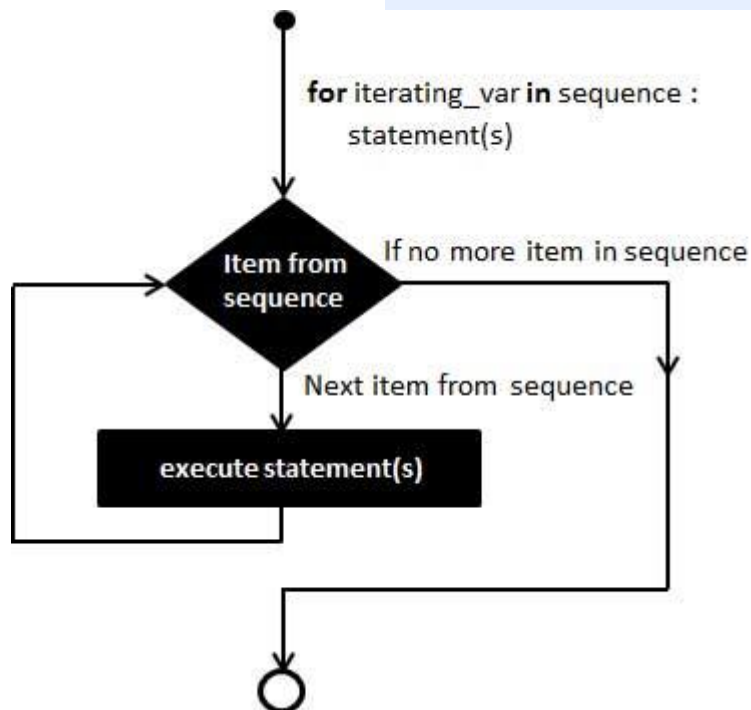 for iterating_var in sequence :
statement(s)
If no more item in sequence
Item from
sequence
Next item from sequence
execute statement(s)